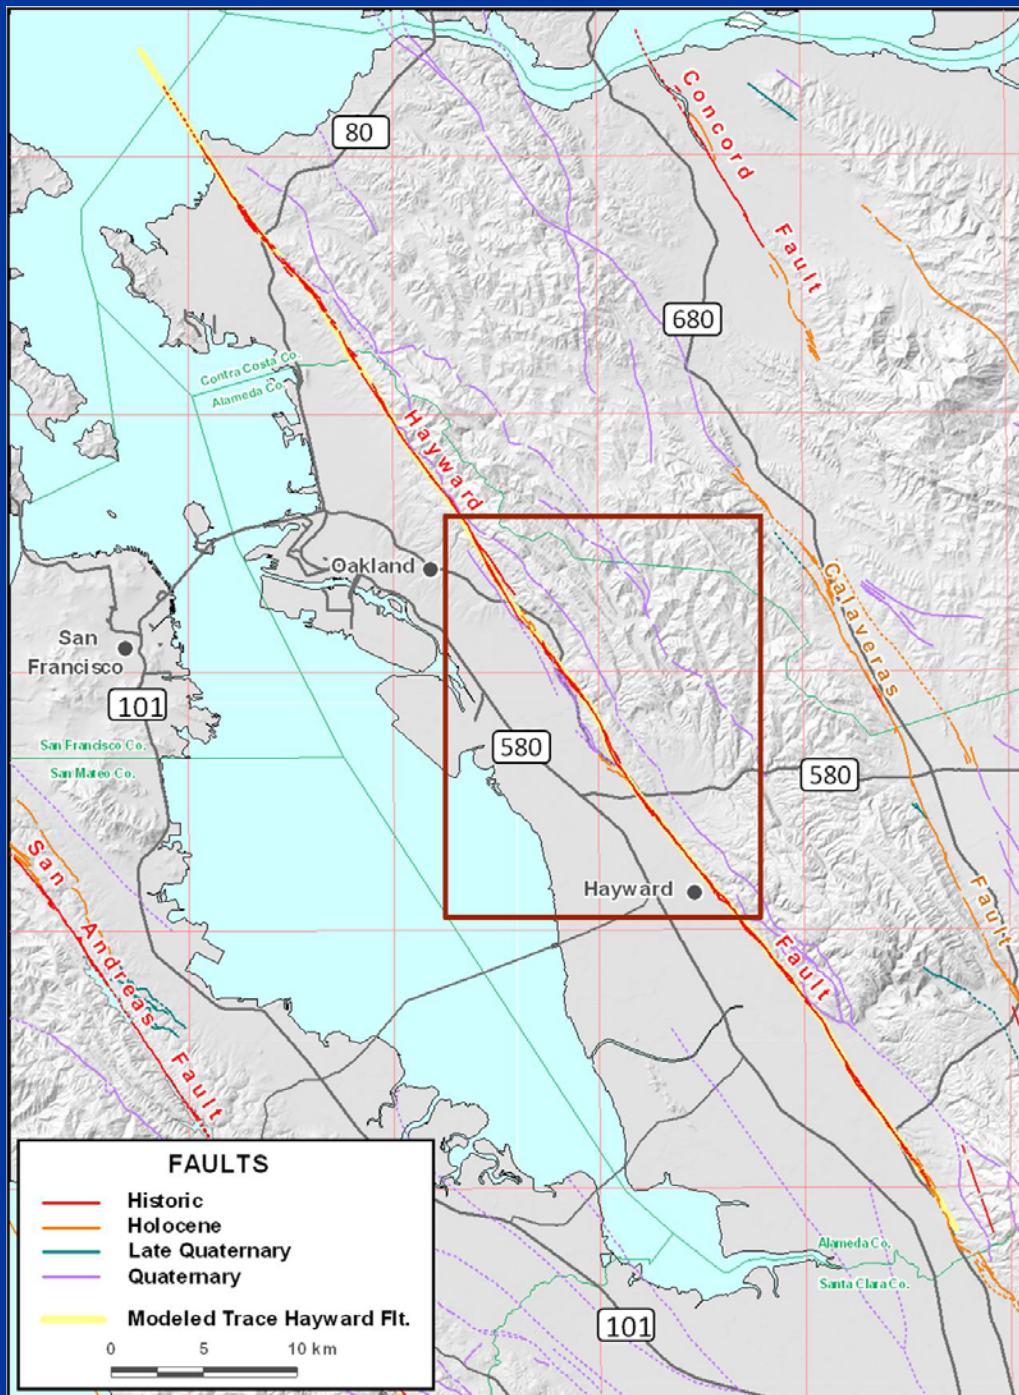 80
Concord
Fault
680
Contra Costa Co.
Alameda Co.
Hayward
Oakland
Calaveras
San
Francisco
101
580
San Francisco Co.
San Mateo Co.
580
San
Andreas
Fault
Hayward
Fault
Fault
FAULTS
Historic
Holocene
Late Quaternary
Quaternary
Modeled Trace Hayward Flt.
0 5 10 km
Alameda Co.
Santa Clara Co.
101